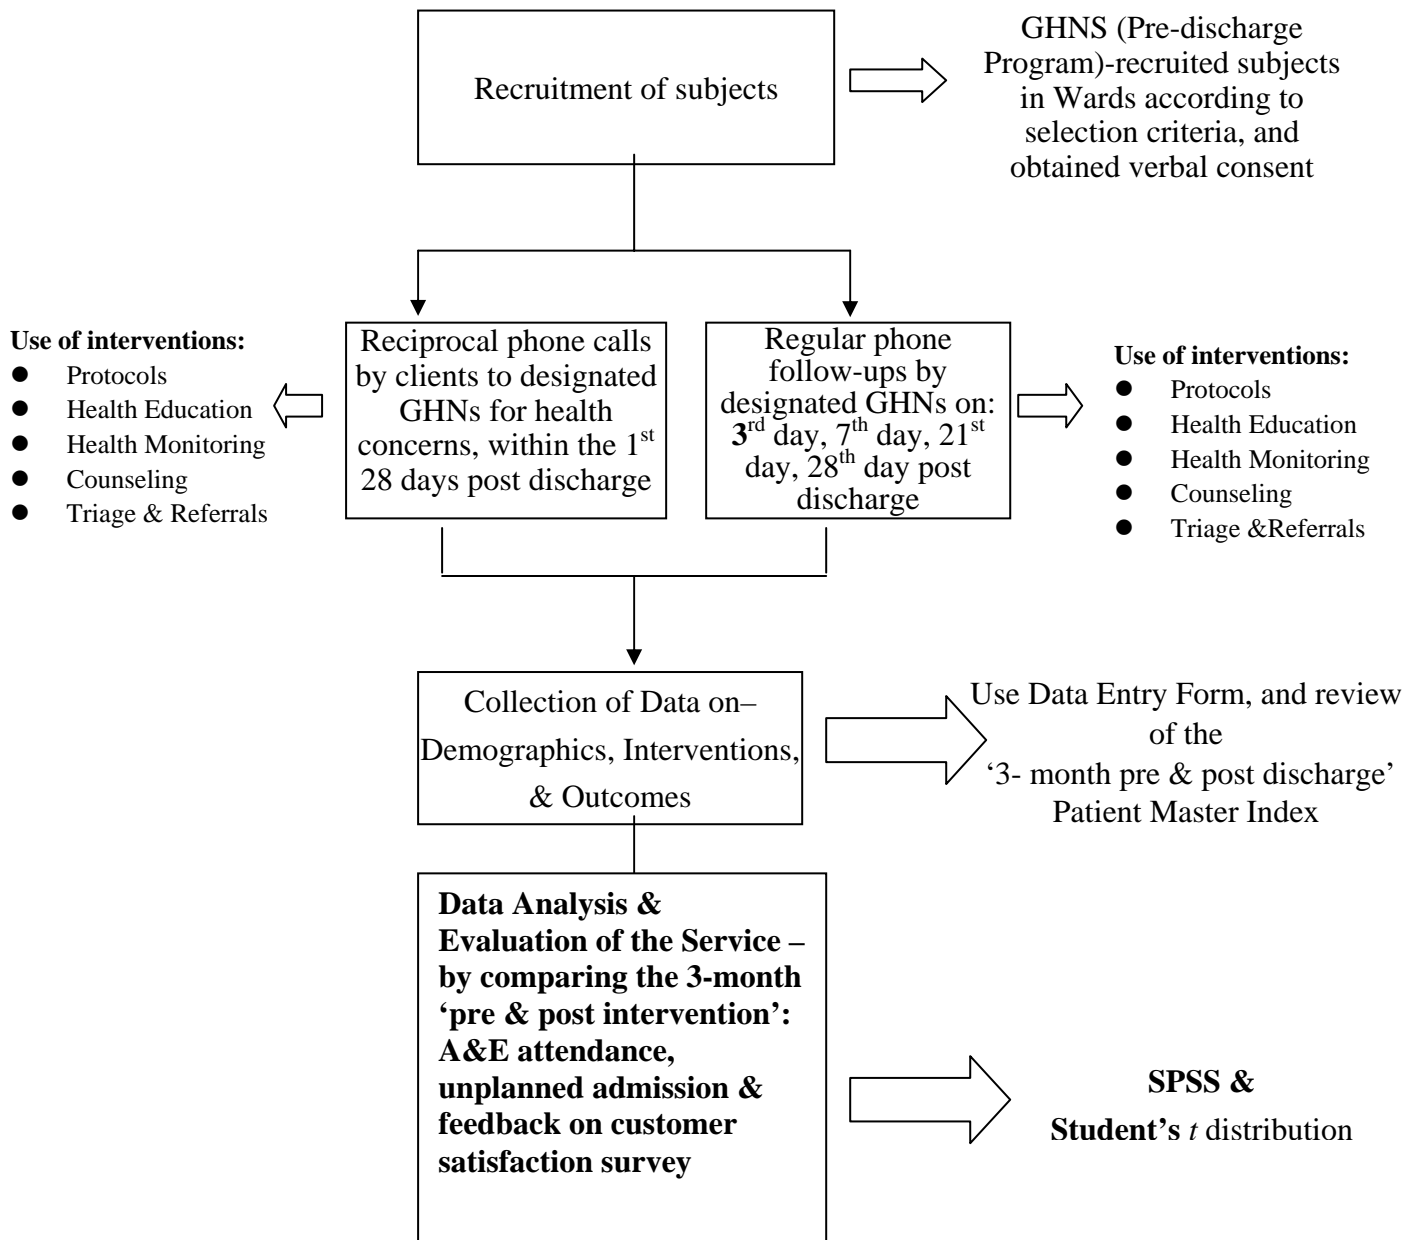 Recruitment of subjects
GHNS (Pre-discharge
Program)-recruited subjects
in Wards according to
selection criteria, and
obtained verbal consent
Use of interventions:
● Protocols
● Health Education
● Health Monitoring
● Counseling
● Triage & Referrals
Reciprocal phone calls
by clients to designated
GHNs for health
concerns, within the 1st
28 days post discharge
Regular phone
follow-ups by
designated GHNs on:
3rd day, 7th day, 21st
day, 28th day post
discharge
Use of interventions:
● Protocols
● Health Education
● Health Monitoring
● Counseling
● Triage &Referrals
Collection of Data on–
Demographics, Interventions,
& Outcomes
Use Data Entry Form, and review
of the
‘3- month pre & post discharge’
Patient Master Index
Data Analysis &
Evaluation of the Service –
by comparing the 3-month
‘pre & post intervention’:
A&E attendance,
unplanned admission &
feedback on customer
satisfaction survey
SPSS &
Student’s t distribution